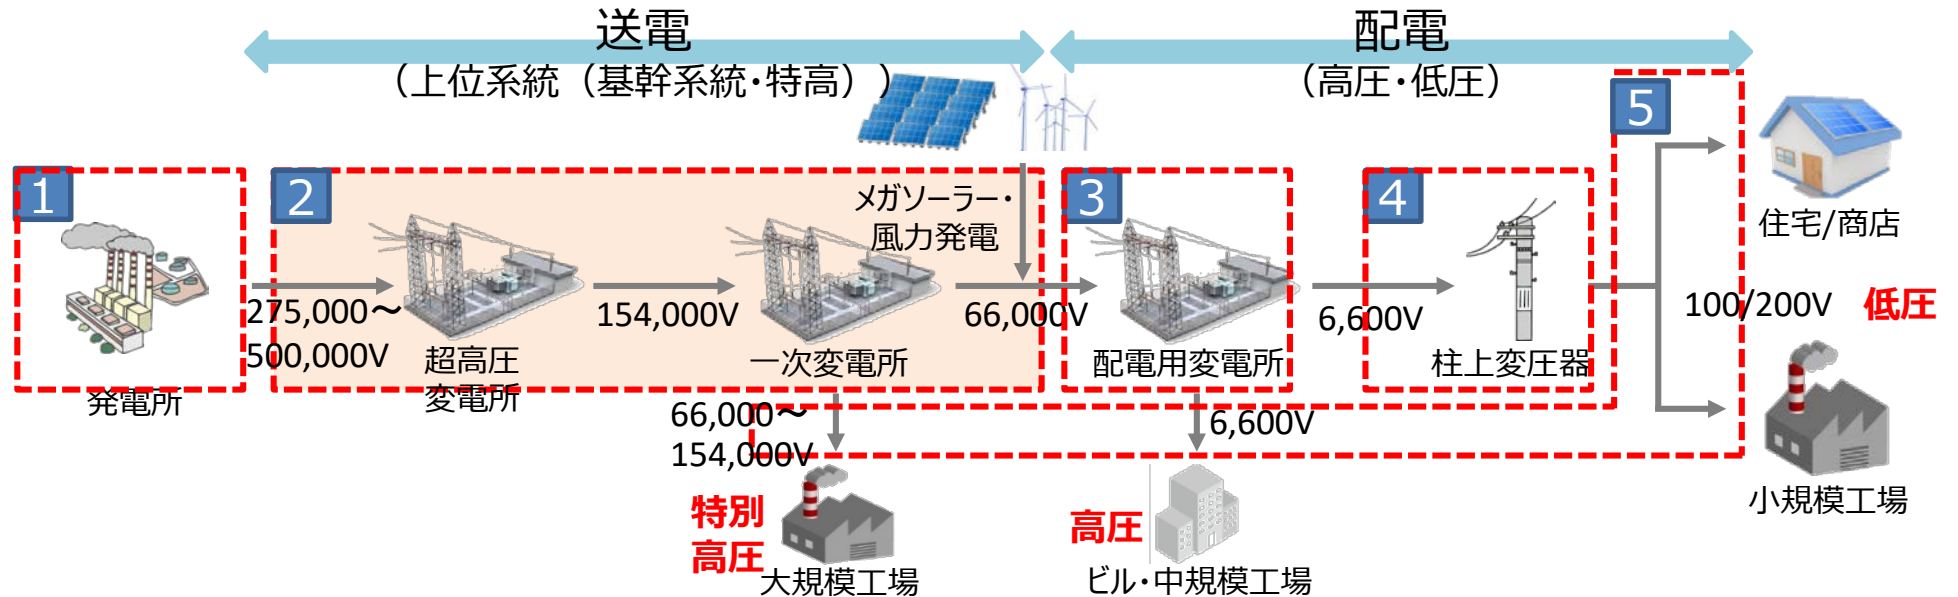 送電
（上位系統（基幹系統・特高））
配電
（高圧・低圧）
1
2
3
4
5
メガソーラー・
風力発電
275,000～
500,000V
154,000V
66,000V
6,600V
100/200V
低圧
発電所
超高圧
変電所
一次変電所
配電用変電所
柱上変圧器
住宅/商店
66,000～
154,000V
6,600V
特別
高圧
大規模工場
高圧
ビル・中規模工場
小規模工場